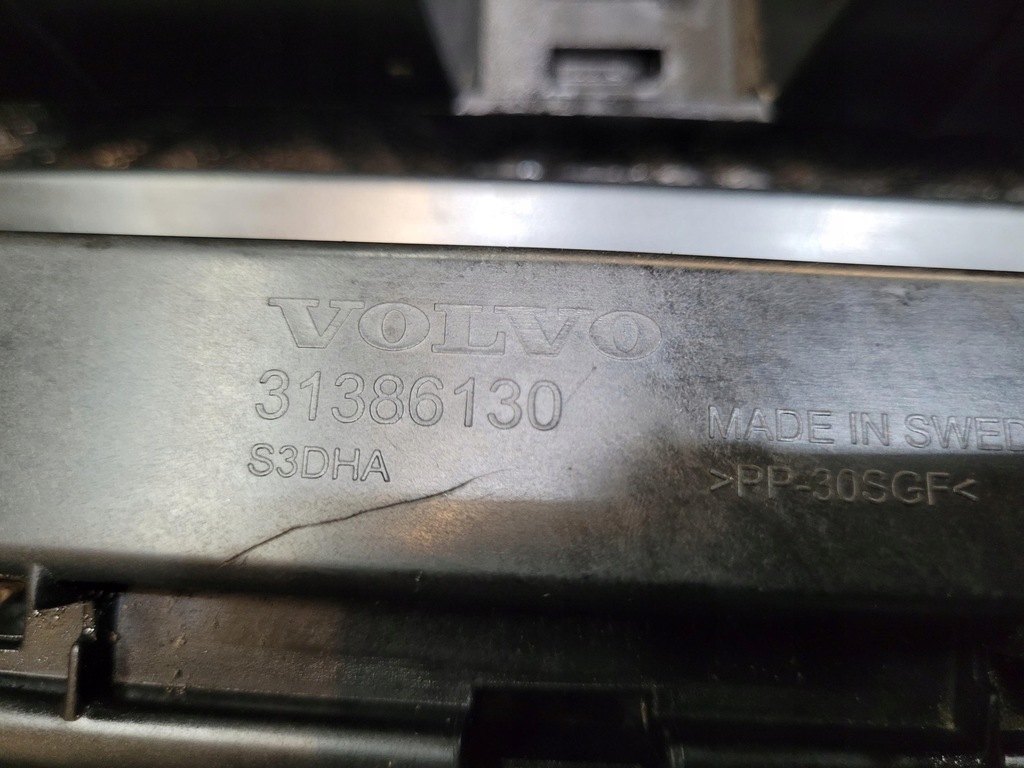 VOLVO
31386130
S3DHA
MADE IN SWED
>PP-30SGF<